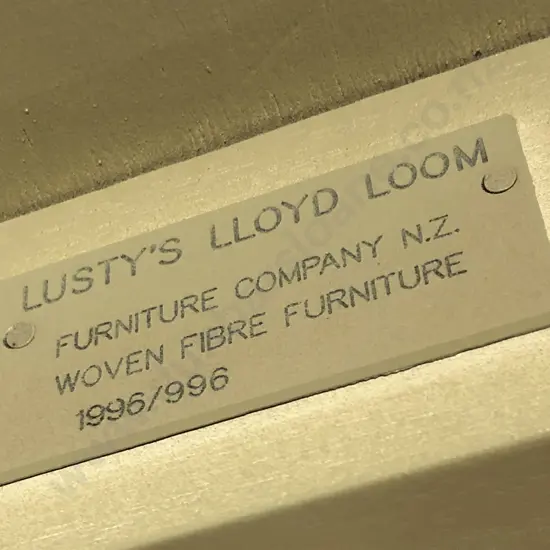 LUSTY'S LLOYD LOOM
FURNITURE COMPANY N.Z.
WOVEN FIBRE FURNITURE
1996/996